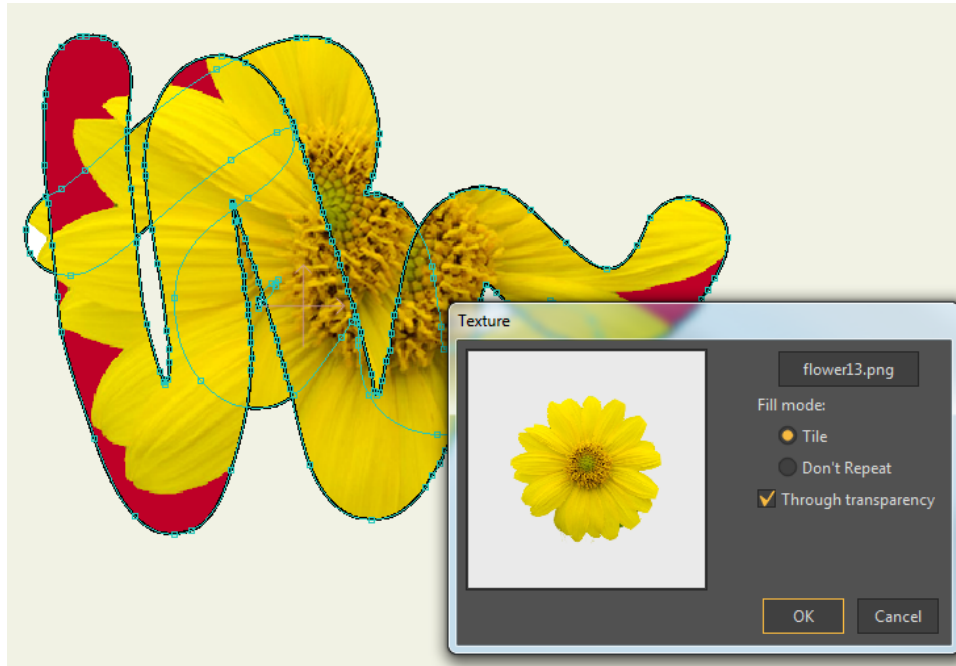 Texture
flower13.png
Fill mode:
Tile
Don't Repeat
Through transparency
OK
Cancel